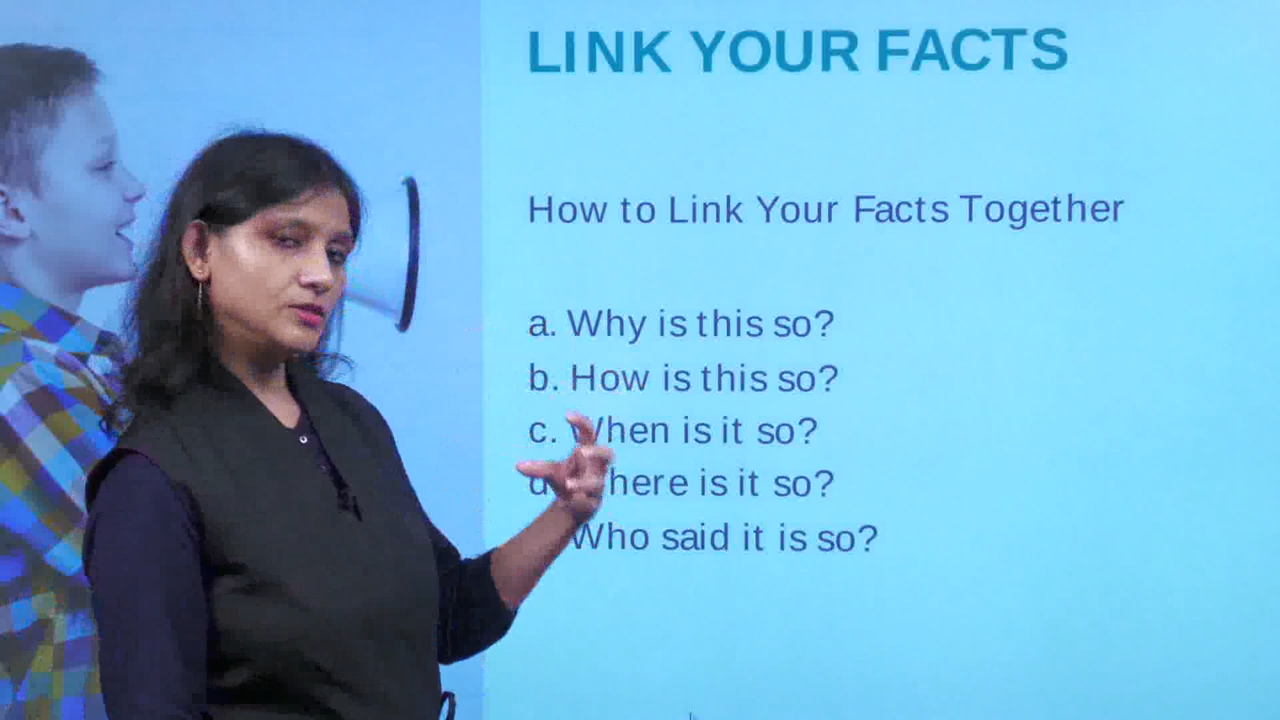 LINK YOUR FACTS
How to Link Your Facts Together
a. Why is this so?
b. How is this so?
c. When is it so?
d. Where is it so?
Who said it is so?